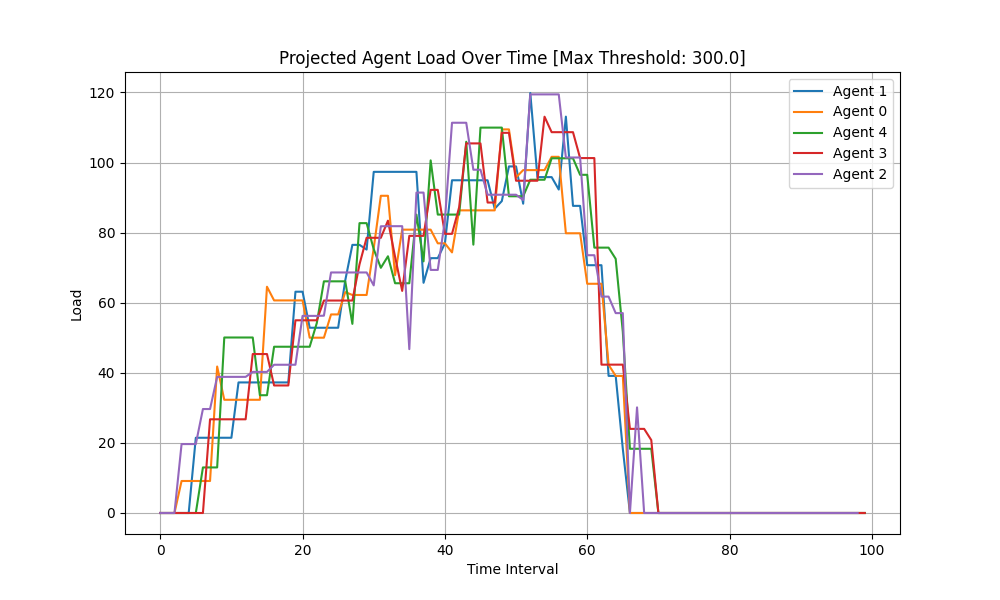 Projected Agent Load Over Time [Max Threshold: 300.0]
120
100
80
60
40
20
0
Load
0 20 40 60 80 100
Time Interval
Agent 1
Agent 0
Agent 4
Agent 3
Agent 2